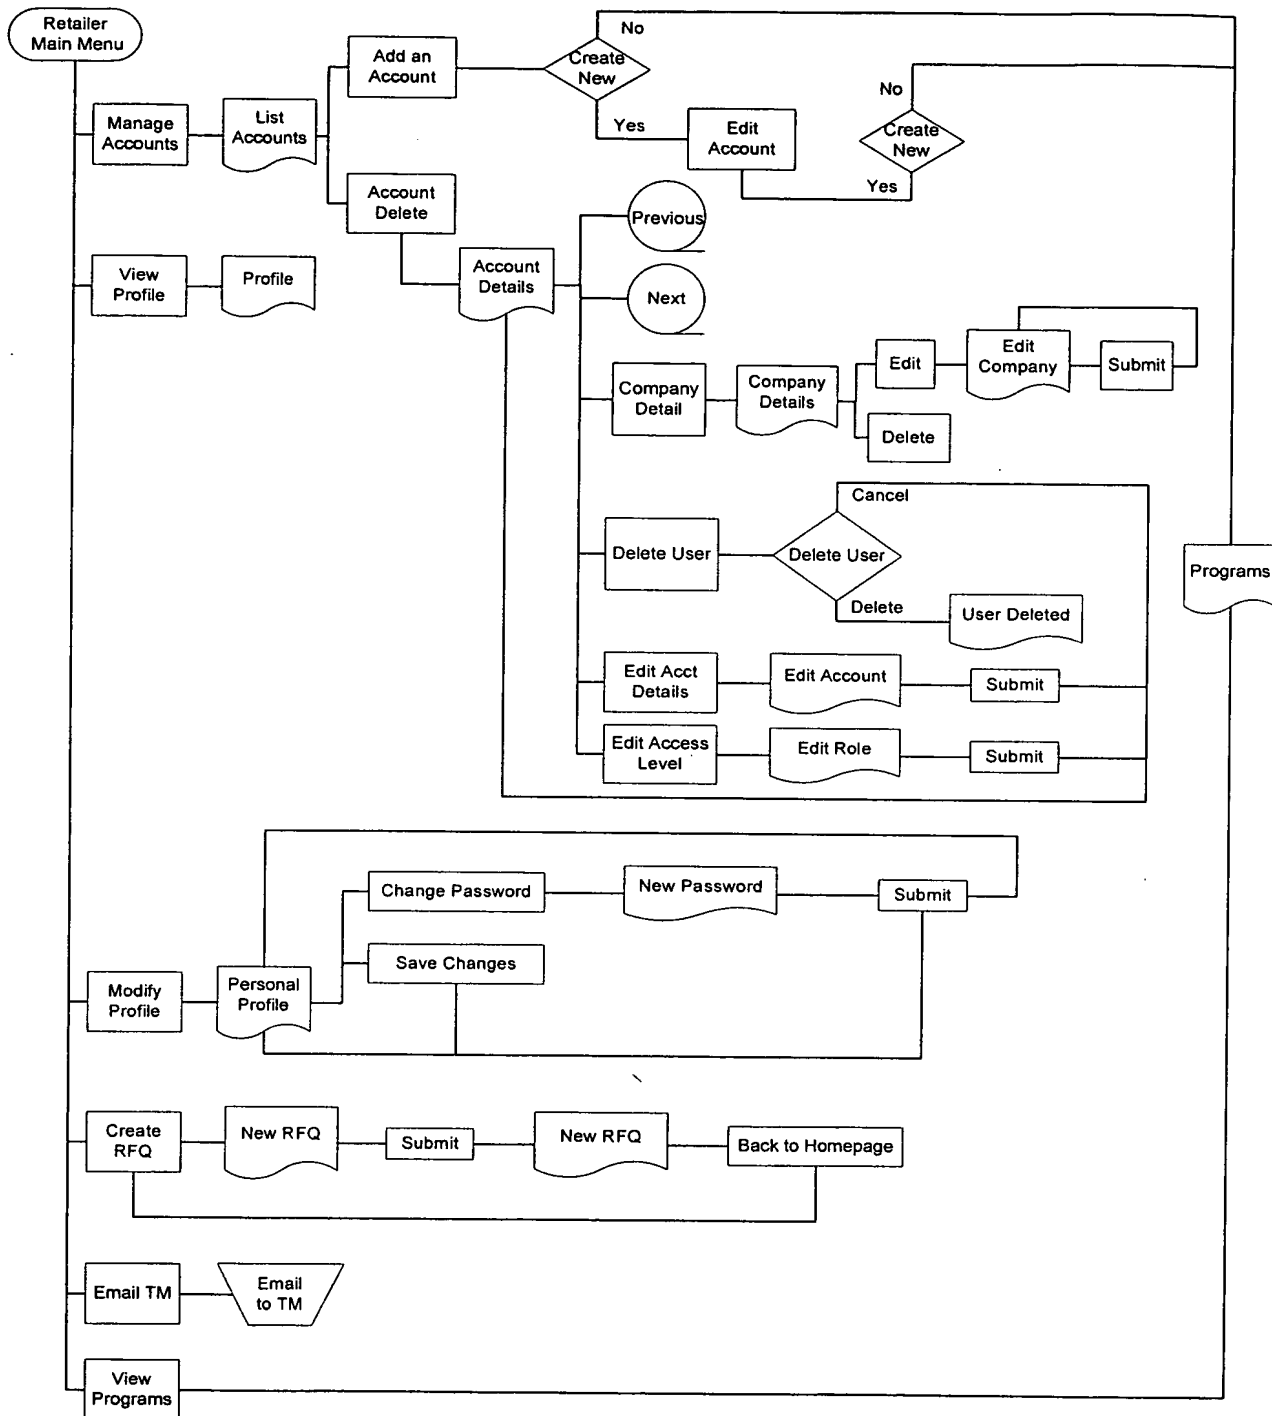 Retailer
Main Menu
Add an
Account
Create
New
No
Yes
Edit
Account
No
Create
New
Yes
Manage
Accounts
List
Accounts
Account
Delete
View
Profile
Profile
Account
Details
Previous
Next
Company
Detail
Company
Details
Edit
Edit
Company
Submit
Delete
Cancel
Delete User
Delete User
Delete
User Deleted
Programs
Edit Acct
Details
Edit Account
Submit
Edit Access
Level
Edit Role
Submit
Change Password
New Password
Submit
Save Changes
Modify
Profile
Personal
Profile
Create
RFQ
New RFQ
Submit
New RFQ
Back to Homepage
Email TM
Email
to TM
View
Programs